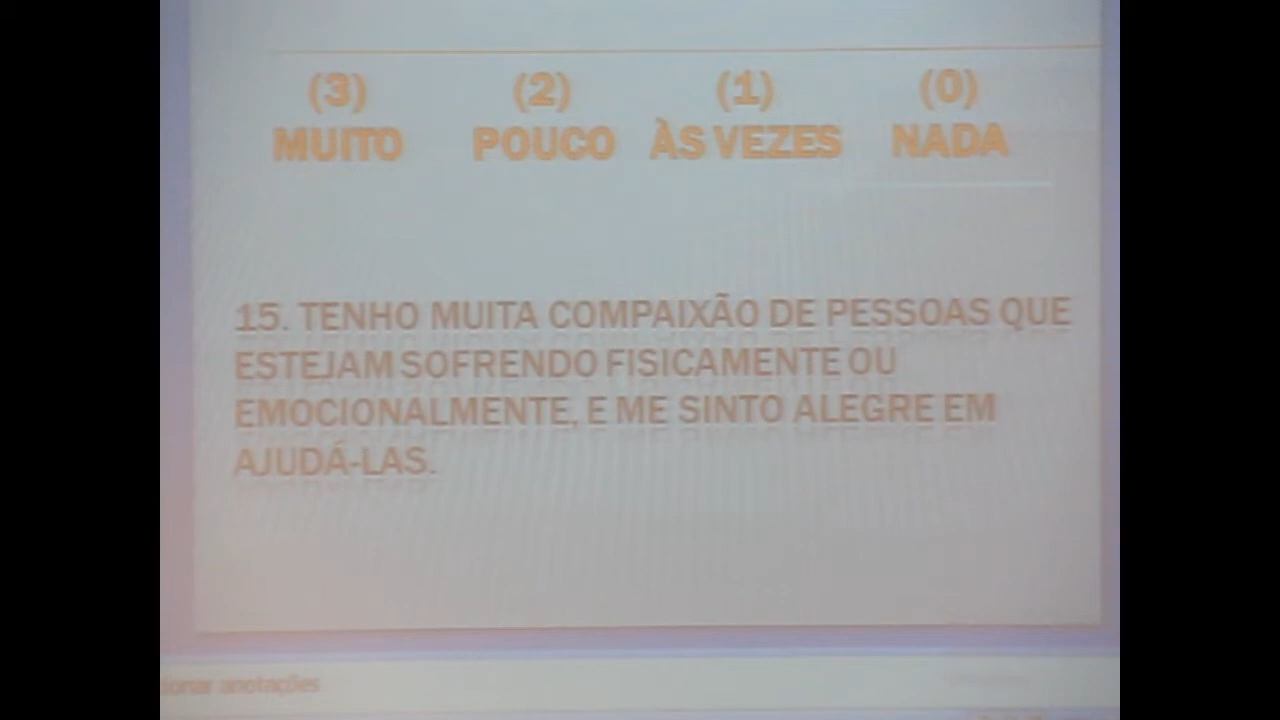 (3) (2) (1) (0)
MUITO POUCO ÀS VEZES NADA
15. TENHO MUITA COMPAIXÃO DE PESSOAS QUE
ESTEJAM SOFRENDO FISICAMENTE OU
EMOCIONALMENTE, E ME SINTO ALEGRE EM
AJUDÁ-LAS.
anotações